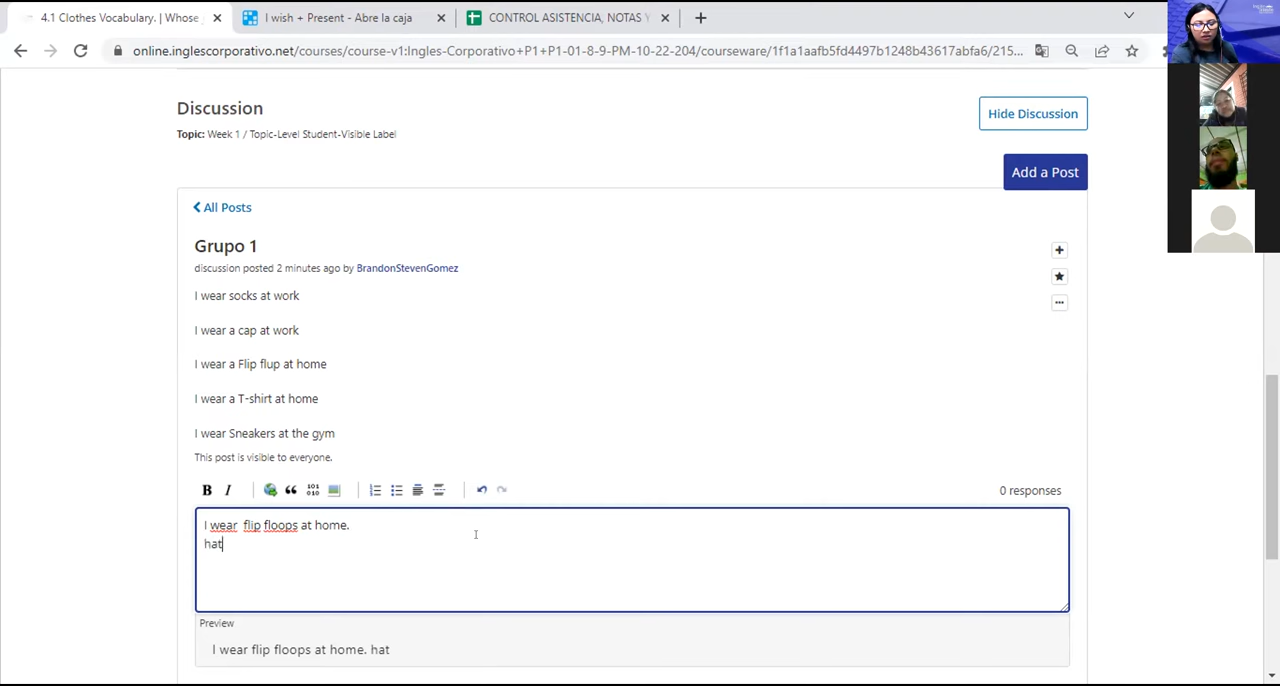 4.1 Clothes Vocabulary. | Whose
I wish + Present - Abre la caja
CONTROL ASISTENCIA, NOTAS Y
online.inglescorporativo.net/courses/course-v1:Ingles-Corporativo+P1+P1-01-8-9-PM-10-22-204/courseware/1f1a1aafb5fd4497b1248b43617abfa6/215...
Discussion
Hide Discussion
Topic: Week 1 / Topic-Level Student-Visible Label
Add a Post
All Posts
Grupo 1
discussion posted 2 minutes ago by BrandonStevenGomez
I wear socks at work
I wear a cap at work
I wear a Flip flup at home
I wear a T-shirt at home
I wear Sneakers at the gym
This post is visible to everyone.
B I 101 010
0 responses
I wear flip floops at home.
hat
Preview
I wear flip floops at home. hat